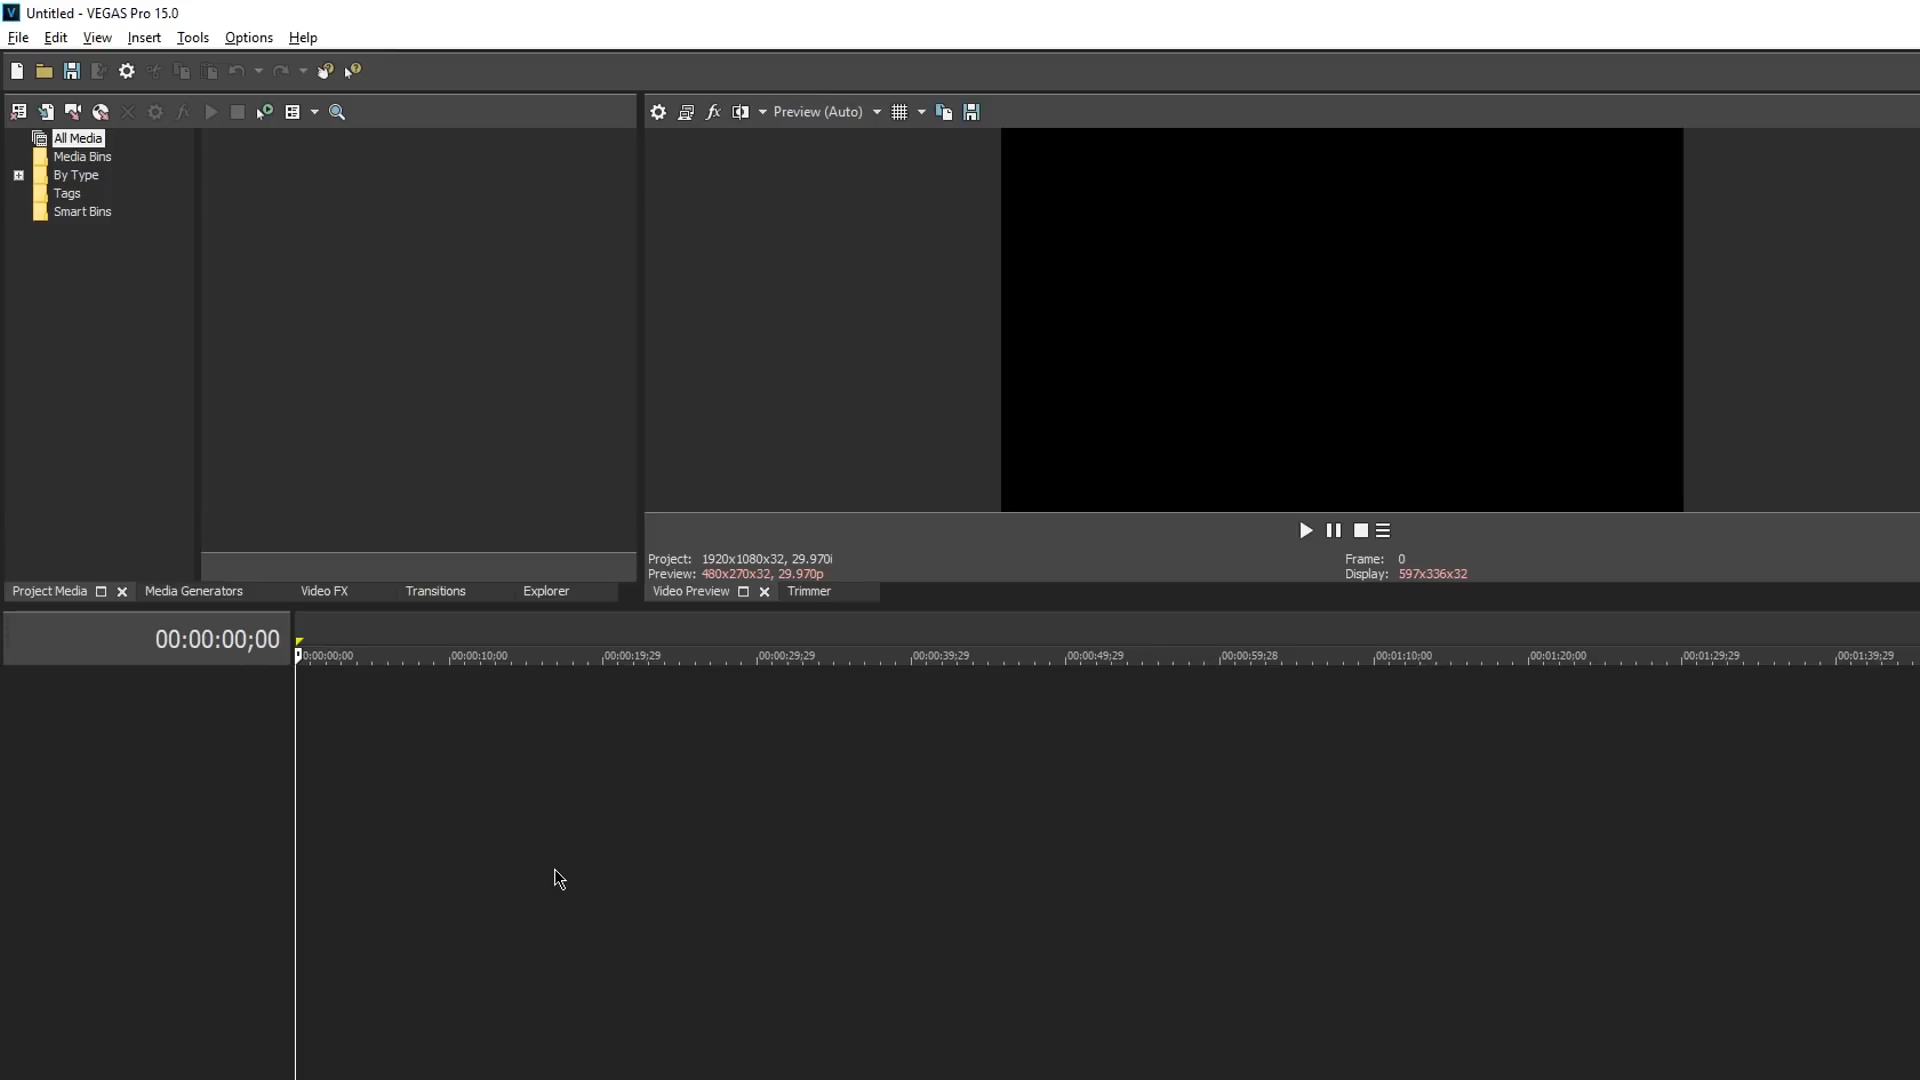 Untitled - VEGAS Pro 15.0
File Edit View Insert Tools Options Help
Preview (Auto)
All Media
Media Bins
By Type
Tags
Smart Bins
Project: 1920x1080x32, 29.970i
Preview: 480x270x32, 29.970p
Frame: 0
Display: 597x336x32
Project Media Media Generators Video FX Transitions Explorer
Video Preview Trimmer
00:00:00;00
0:00:00;00 00:00:10;00 00:00:19;29 00:00:29;29 00:00:39;29 00:00:49;29 00:00:59;28 00:01:10;00 00:01:20;00 00:01:29;29 00:01:39;29